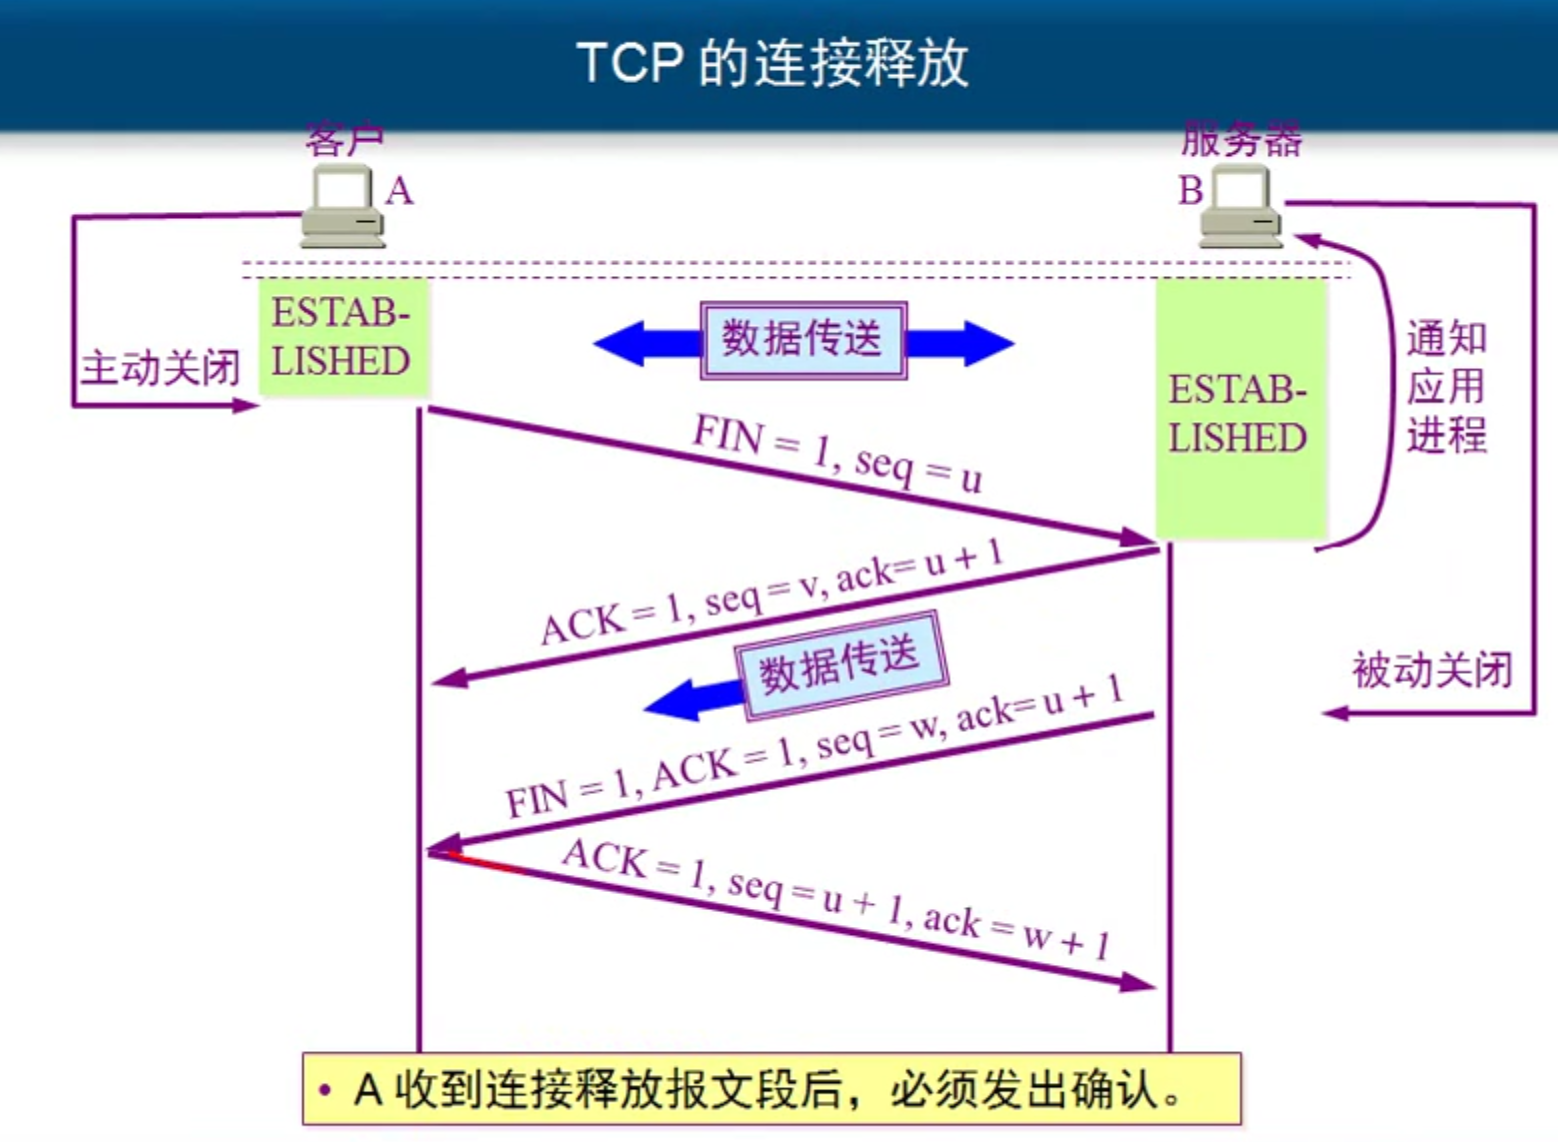 TCP 的连接释放
客户
服务器
A
B
ESTAB-
LISHED
数据传送
主动关闭
ESTAB-
LISHED
通知
应用
进程
FIN = 1, seq = u
ACK = 1, seq = v, ack= u + 1
数据传送
被动关闭
FIN = 1, ACK = 1, seq = w, ack= u + 1
ACK = 1, seq = u + 1, ack = w + 1
• A 收到连接释放报文段后，必须发出确认。